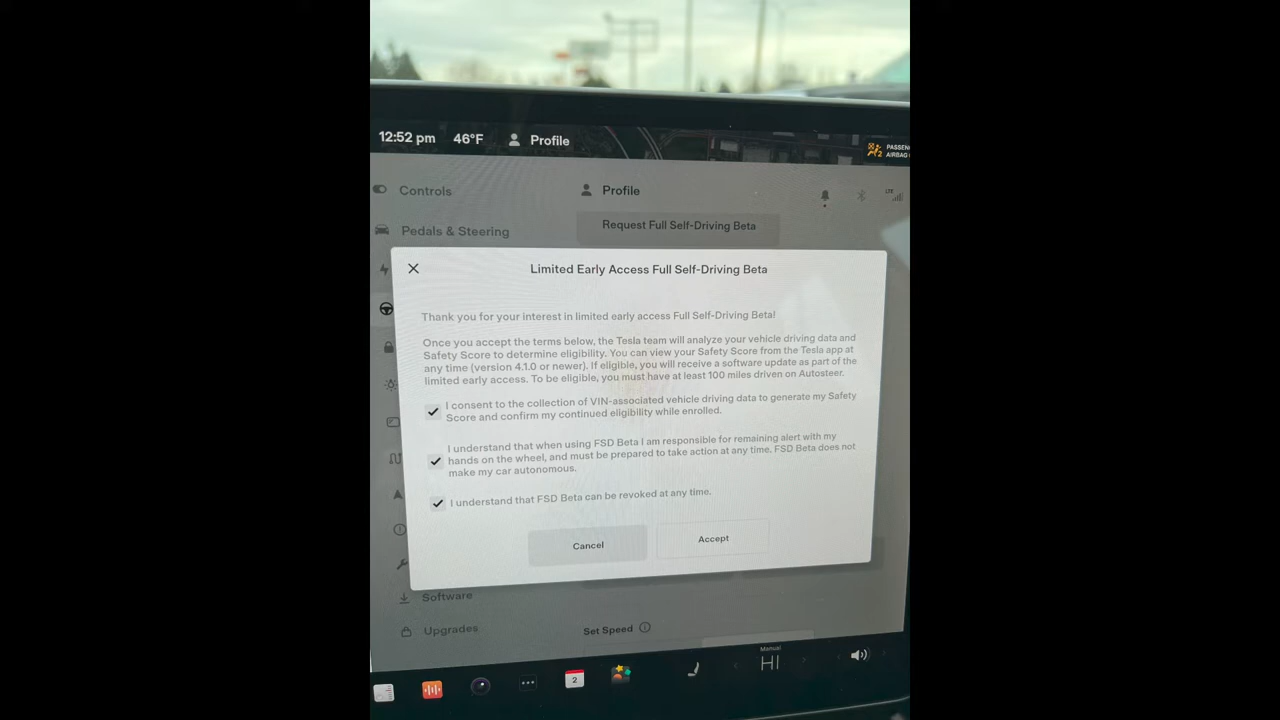 12:52 pm 46°F Profile
PASSEN
AIRBAG
Controls
Profile
LTE
Request Full Self-Driving Beta
Pedals & Steering
Limited Early Access Full Self-Driving Beta
Thank you for your interest in limited early access Full Self-Driving Beta!
Once you accept the terms below, the Tesla team will analyze your vehicle driving data and
Safety Score to determine eligibility. You can view your Safety Score from the Tesla app at
any time (version 4.1.0 or newer). If eligible, you will receive a software update as part of the
limited early access. To be eligible, you must have at least 100 miles driven on Autosteer.
I consent to the collection of VIN-associated vehicle driving data to generate my Safety
Score and confirm my continued eligibility while enrolled.
I understand that when using FSD Beta I am responsible for remaining alert with my
hands on the wheel, and must be prepared to take action at any time. FSD Beta does not
make my car autonomous.
I understand that FSD Beta can be revoked at any time.
Cancel Accept
Software
Upgrades
Set Speed
Manual
HI
2